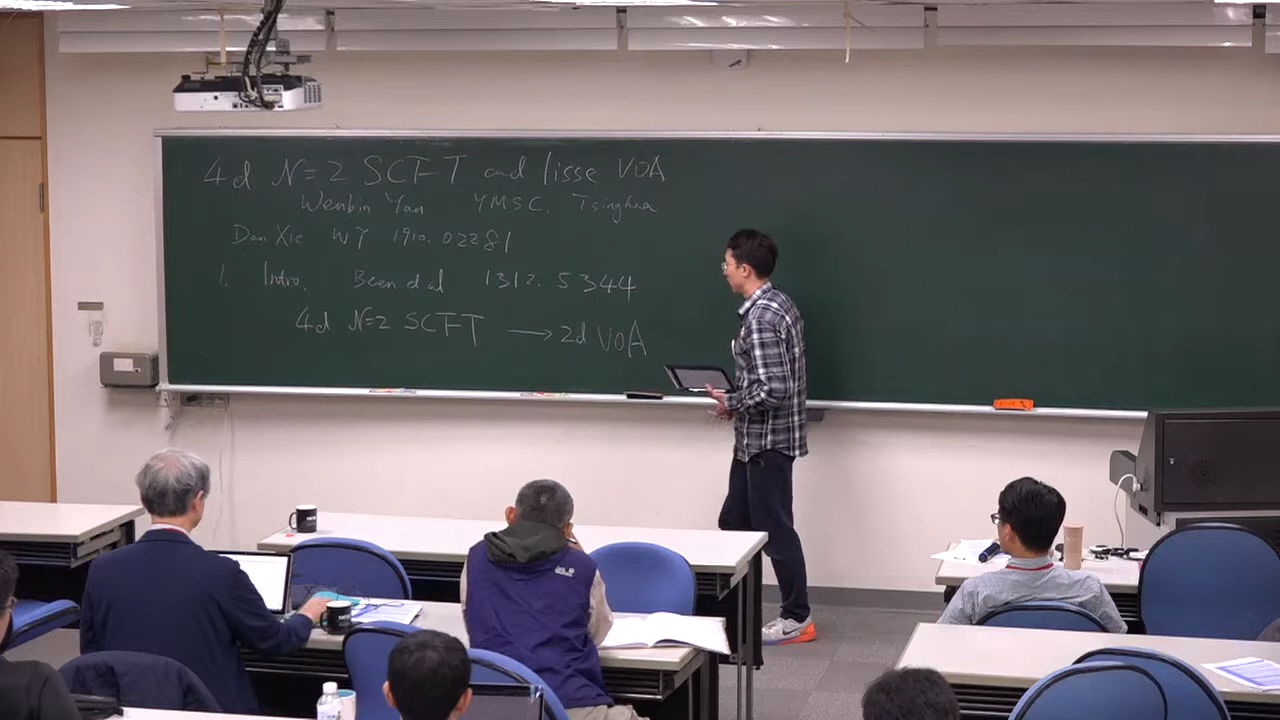 4d N=2 SCFT and lisse VOA
Wenbin Yan YMSC, Tsinghua
Dan Xie WY 1910.02281
1. Intro. Beem et al 1312.5344
4d N=2 SCFT → 2d VOA